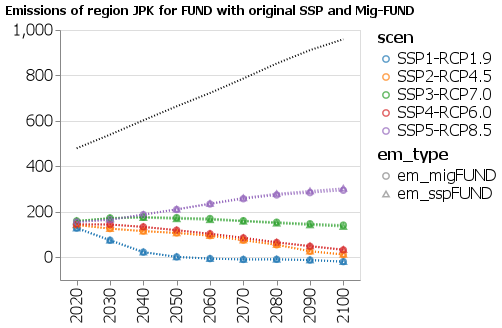 Emissions of region JPK for FUND with original SSP and Mig-FUND
1,000
800
600
400
200
0
2020
2030
2040
2050
2060
2070
2080
2090
2100
scen
SSP1-RCP1.9
SSP2-RCP4.5
SSP3-RCP7.0
SSP4-RCP6.0
SSP5-RCP8.5
em_type
em_migFUND
em_sspFUND